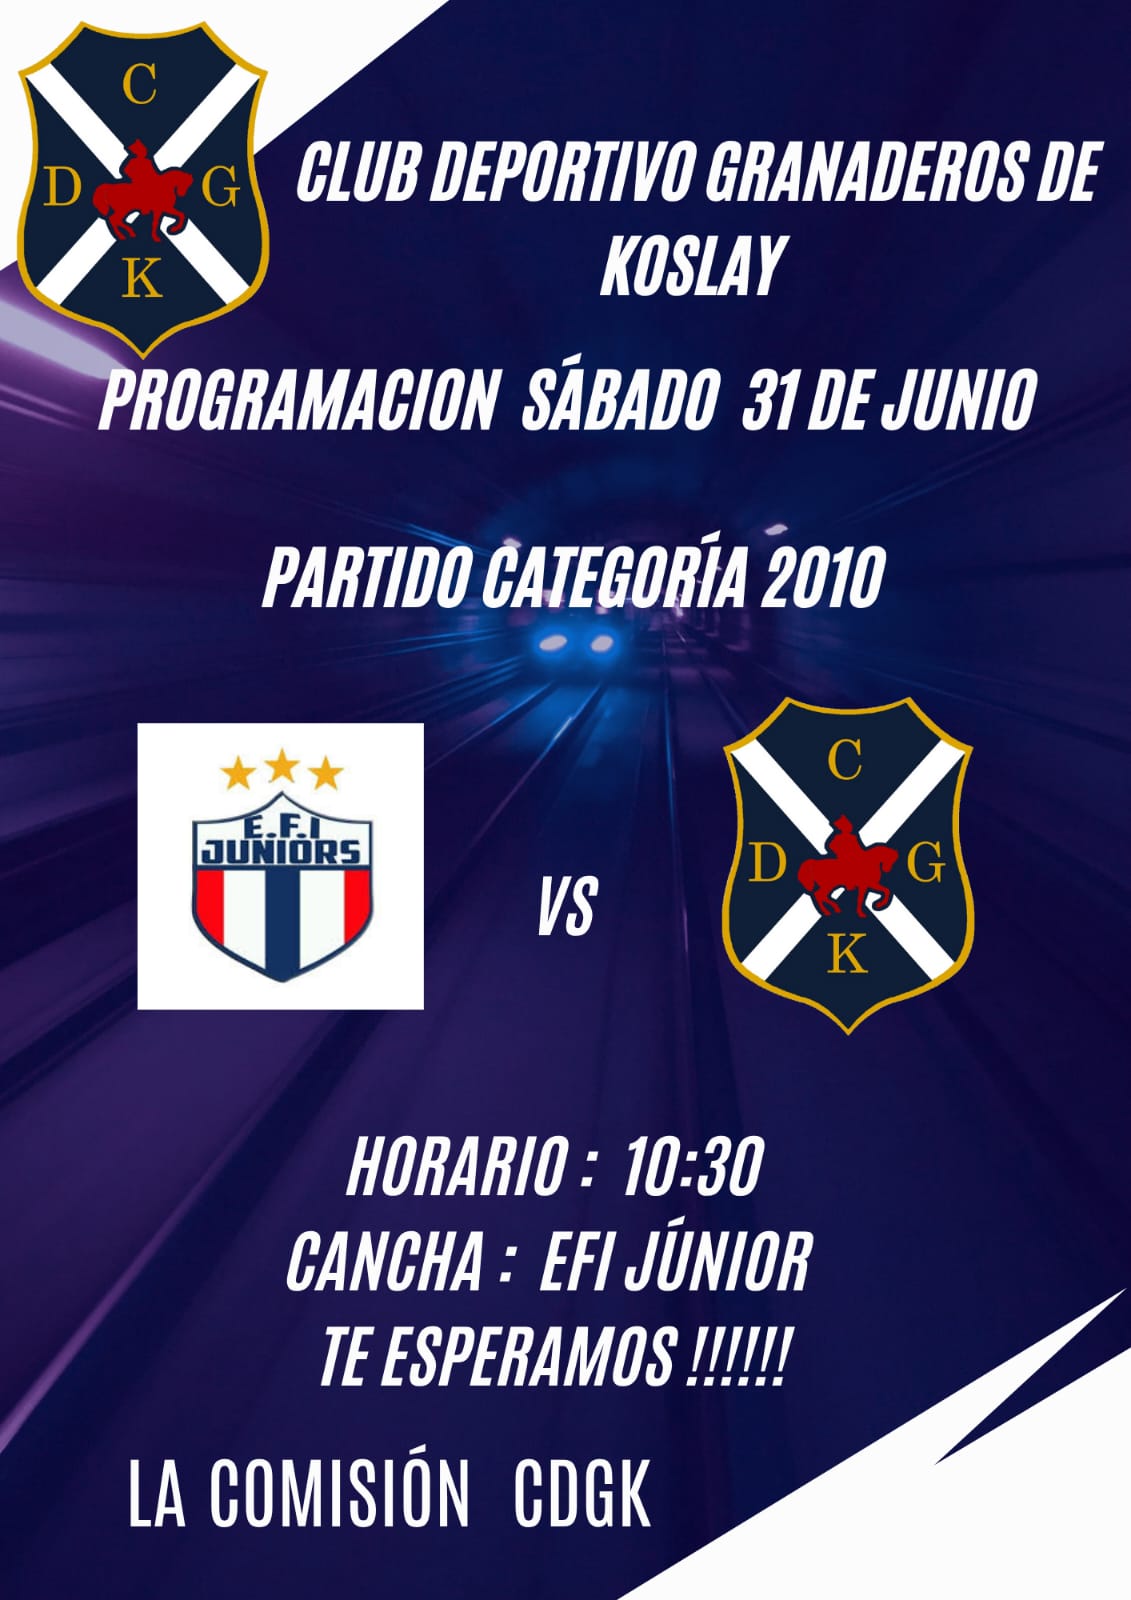 C
D G
K
CLUB DEPORTIVO GRANADEROS DE
KOSLAY
PROGRAMACION SÁBADO 31 DE JUNIO
PARTIDO CATEGORÍA 2010
E.F.I
JUNIORS
VS
C
D G
K
HORARIO : 10:30
CANCHA : EFI JÚNIOR
TE ESPERAMOS !!!!!!
LA COMISIÓN CDGK